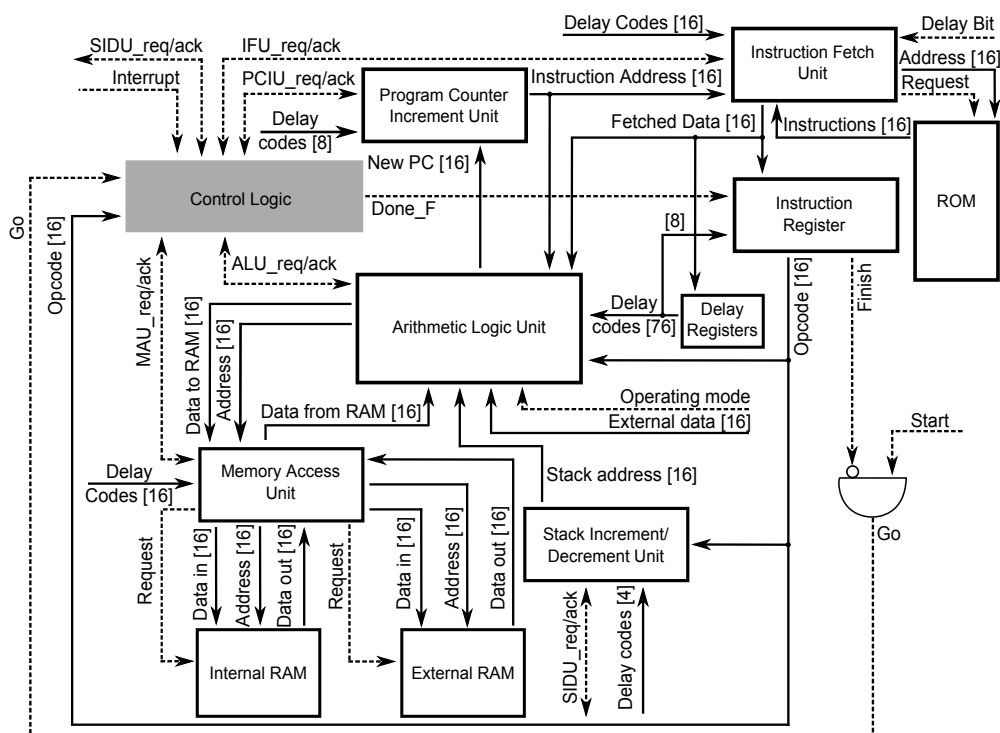 Delay Codes [16]
Delay Bit
SIDU_req/ack
IFU_req/ack
Instruction Fetch
Unit
Address [16]
Interrupt
PCIU_req/ack
Program Counter
Increment Unit
Instruction Address [16]
Request
Delay
codes [8]
Fetched Data [16]
Instructions [16]
New PC [16]
Control Logic
Done_F
Instruction
Register
ROM
Go
Opcode [16]
MAU_req/ack
ALU_req/ack
[8]
Opcode [16]
Finish
Data to RAM [16]
Address [16]
Arithmetic Logic Unit
Delay
codes [76]
Delay
Registers
Operating mode
Data from RAM [16]
External data [16]
Start
Delay
Codes [16]
Memory Access
Unit
Stack address [16]
Go
Request
Data in [16]
Address [16]
Data out [16]
Request
Data in [16]
Address [16]
Data out [16]
Stack Increment/
Decrement Unit
SIDU_req/ack
Delay codes [4]
Internal RAM
External RAM